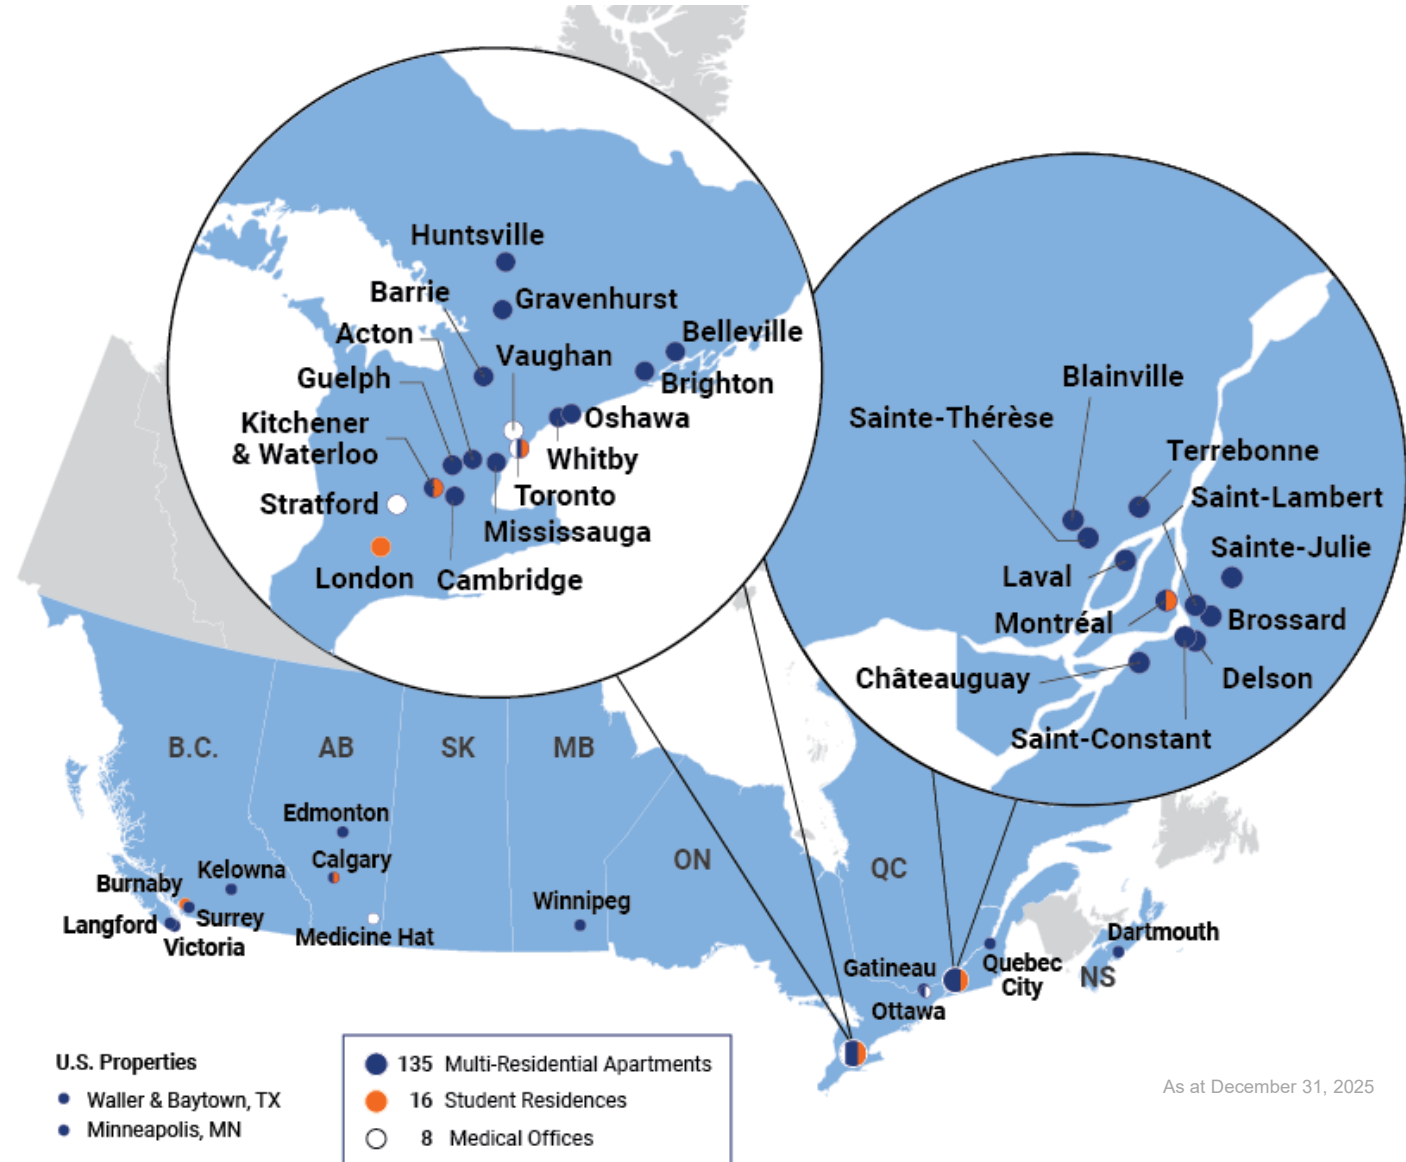 Huntsville
Barrie
Gravenhurst
Acton
Belleville
Vaughan
Guelph
Brighton
Kitchener
& Waterloo
Oshawa
Whitby
Stratford
Toronto
Mississauga
London
Cambridge
Blainville
Sainte-Thérèse
Terrebonne
Saint-Lambert
Sainte-Julie
Laval
Montréal
Brossard
Châteauguay
Delson
Saint-Constant
B.C.
AB
SK
MB
ON
QC
NS
Edmonton
Calgary
Kelowna
Burnaby
Surrey
Langford
Victoria
Medicine Hat
Winnipeg
Gatineau
Ottawa
Quebec
City
Dartmouth
U.S. Properties
Waller & Baytown, TX
Minneapolis, MN
135 Multi-Residential Apartments
16 Student Residences
8 Medical Offices
As at December 31, 2025